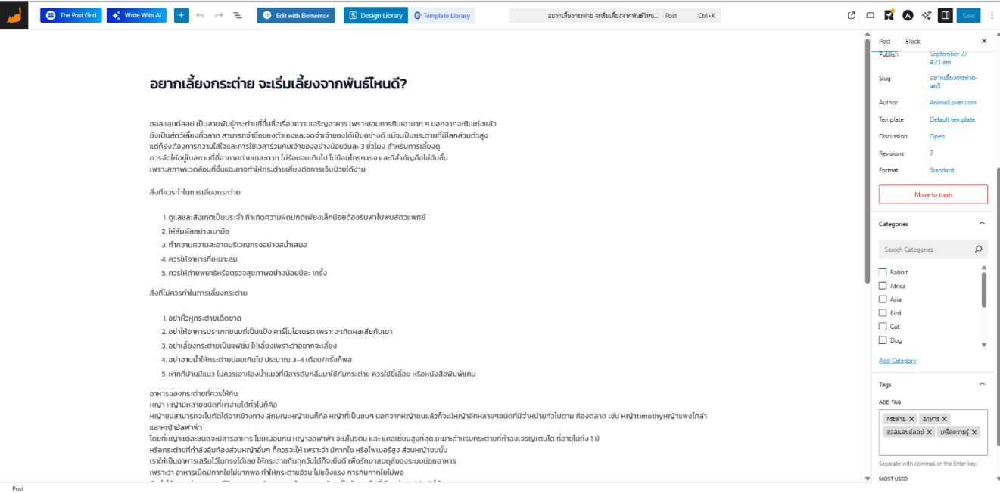 The Post Grid
Write With AI
Edit with Elementor
Design Library
Template Library
อยากเลี้ยงกระต่าย จะเริ่มเลี้ยงจากพันธ์ไหน... · Post
Ctrl+K
Save
Post
Block
Publish
September 27
4:21 am
Slug
อยากเลี้ยงกระต่าย-
จะเริ่
Author
AnimalLover.com
Template
Default template
Discussion
Open
Revisions
2
Format
Standard
Move to trash
Categories
Search Categories
Rabbit
Africa
Asia
Bird
Cat
Dog
Add Category
Tags
ADD TAG
กระต่าย
อาหาร
ฮอลแลนด์ลอป
เกร็ดความรู้
Separate with commas or the Enter key.
MOST USED
อยากเลี้ยงกระต่าย จะเริ่มเลี้ยงจากพันธ์ไหนดี?
ฮอลแลนด์ลอป เป็นสายพันธุ์กระต่ายที่ขึ้นชื่อเรื่องความเจริญอาหาร เพราะชอบการกินเอามาก ๆ นอกจากจะกินเก่งแล้ว
ยังเป็นสัตว์เลี้ยงที่ฉลาด สามารถจำชื่อของตัวเองและจดจำเจ้าของได้เป็นอย่างดี แม้จะเป็นกระต่ายที่มีโลกส่วนตัวสูง
แต่ก็ยังต้องการความใส่ใจและการใช้เวลาร่วมกับเจ้าของอย่างน้อยวันละ 3 ชั่วโมง สำหรับการเลี้ยงดู
ควรจัดให้อยู่ในสถานที่ที่อากาศถ่ายเทสะดวก ไม่ร้อนจนเกินไป ไม่มีลมโกรกแรง และที่สำคัญคือไม่อับชื้น
เพราะสภาพแวดล้อมที่ชื้นแฉะอาจทำให้กระต่ายเสี่ยงต่อการเจ็บป่วยได้ง่าย
สิ่งที่ควรทำในการเลี้ยงกระต่าย
1. ดูแลและสังเกตเป็นประจำ ถ้าเกิดความผิดปกติเพียงเล็กน้อยต้องรีบพาไปพบสัตวแพทย์
2. ให้สัมผัสอย่างเบามือ
3. ทำความความสะอาดบริเวณกรงอย่างสม่ำเสมอ
4. ควรให้อาหารที่เหมาะสม
5. ควรให้ถ่ายพยาธิหรือตรวจสุขภาพอย่างน้อยปีละ 1ครั้ง
สิ่งที่ไม่ควรทำในการเลี้ยงกระต่าย
1. อย่าหิ้วหูกระต่ายเด็ดขาด
2. อย่าให้อาหารประเภทขนมที่เป็นแป้ง คาร์โบไฮเดรต เพราะจะเกิดผลเสียกับเขา
3. อย่าเลี้ยงกระต่ายเป็นแฟชั่น ให้เลี้ยงเพราะว่าอยากจะเลี้ยง
4. อย่าอาบน้ำให้กระต่ายบ่อยเกินไป ประมาณ 3-4 เดือน/ครั้งก็พอ
5. หากที่บ้านมีแมว ไม่ควรเอาห้องน้ำแมวที่มีสารดับกลิ่นมาใช้กับกระต่าย ควรใช้ขี้เลื่อย หรือหนังสือพิมพ์แทน
อาหารของกระต่ายที่ควรให้กิน
หญ้า หญ้ามีหลายชนิดที่หาง่ายได้ทั่วไปก็คือ
หญ้าขนสามารถจะไปตัดได้จากข้างทาง ลักษณะหญ้าขนก็คือ หญ้าที่เป็นขนๆ นอกจากหญ้าขนแล้วก็จะมีหญ้าอีกหลายๆชนิดที่มีจำหน่ายทั่วไปตาม ท้องตลาด เช่น หญ้าtimothyหญ้าแพงโกล่า
และหญ้าอัลฟาฟ่า
โดยที่หญ้าแต่ละชนิดจะมีสารอาหาร ไม่เหมือนกัน หญ้าอัลฟาฟ่า จะมีโปรตีน และ แคลเซี่ยมสูงที่สุด เหมาะสำหรับกระต่ายที่กำลังเจริญเติบโต ที่อายุไม่ถึง 1 ปี
หรือกระต่ายที่กำลังอุ้มท้องส่วนหญ้าอื่นๆ ก็ควรจะให้ เพราะว่า มีกากใย หรือไฟเบอร์สูง ส่วนหญ้าขนนั้น
เราให้เป็นอาหารเสริมไว้ในกรงได้เลย ให้กระต่ายกินทุกวันได้ก็จะยิ่งดี เพื่อรักษาสมดุล์ของระบบย่อยอาหาร
เพราะว่า อาหารเม็ดมีกากใยไม่มากพอ ทำให้กระต่ายอ้วน ไม่แข็งแรง การกินกากใยไม่พอ
Post